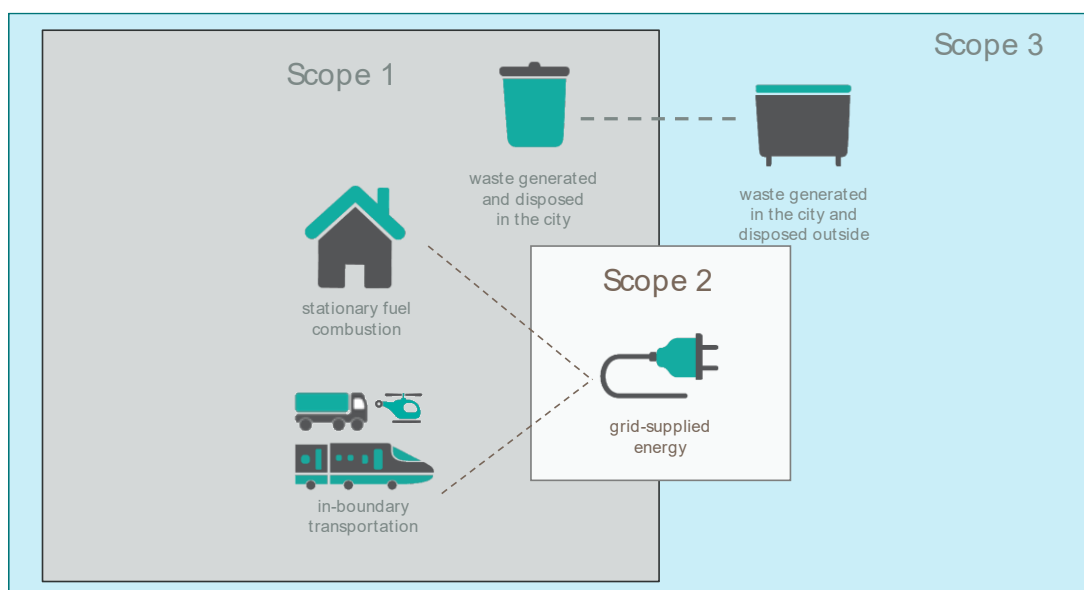 Scope 1
Scope 3
waste generated
and disposed
in the city
waste generated
in the city and
disposed outside
stationary fuel
combustion
Scope 2
grid-supplied
energy
in-boundary
transportation